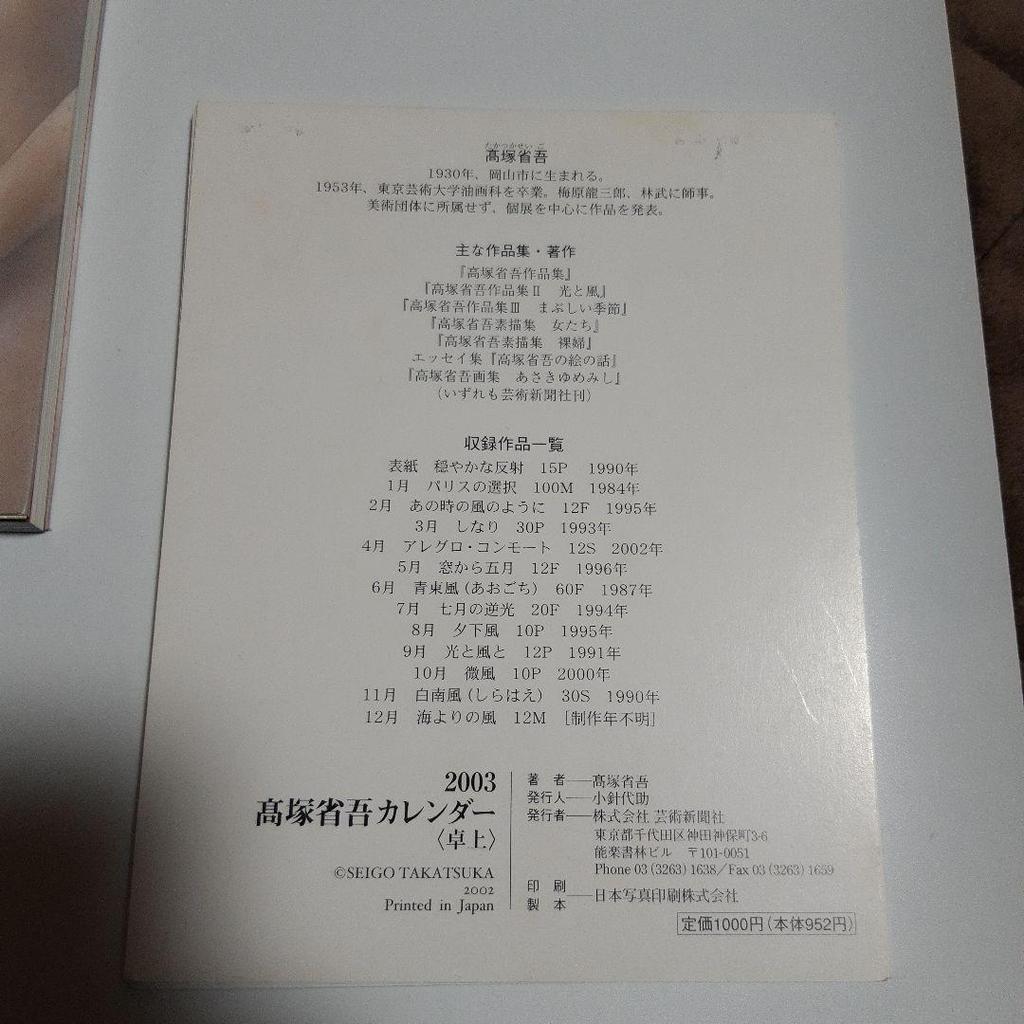 たかつかせいご
髙塚省吾
1930年、岡山市に生まれる。
1953年、東京芸術大学油画科を卒業。梅原龍三郎、林武に師事。
美術団体に所属せず、個展を中心に作品を発表。
主な作品集・著作
『髙塚省吾作品集』
『髙塚省吾作品集Ⅱ　光と風』
『髙塚省吾作品集Ⅲ　まぶしい季節』
『髙塚省吾素描集　女たち』
『髙塚省吾素描集　裸婦』
エッセイ集『髙塚省吾の絵の話』
『髙塚省吾画集　あさきゆめみし』
（いずれも芸術新聞社刊）
収録作品一覧
表紙　穏やかな反射　15P　1990年
1月　パリスの選択　100M　1984年
2月　あの時の風のように　12F　1995年
3月　しなり　30P　1993年
4月　アレグロ・コンモート　12S　2002年
5月　窓から五月　12F　1996年
6月　青東風（あおごち）　60F　1987年
7月　七月の逆光　20F　1994年
8月　夕下風　10P　1995年
9月　光と風と　12P　1991年
10月　微風　10P　2000年
11月　白南風（しらはえ）　30S　1990年
12月　海よりの風　12M　［制作年不明］
2003
髙塚省吾カレンダー
〈卓上〉
©SEIGO TAKATSUKA
2002
Printed in Japan
著　者──髙塚省吾
発行人──小針代助
発行者──株式会社 芸術新聞社
東京都千代田区神田神保町3-6
能楽書林ビル　〒101-0051
Phone 03 (3263) 1638／Fax 03 (3263) 1659
印　刷
製　本──日本写真印刷株式会社
定価1000円（本体952円）